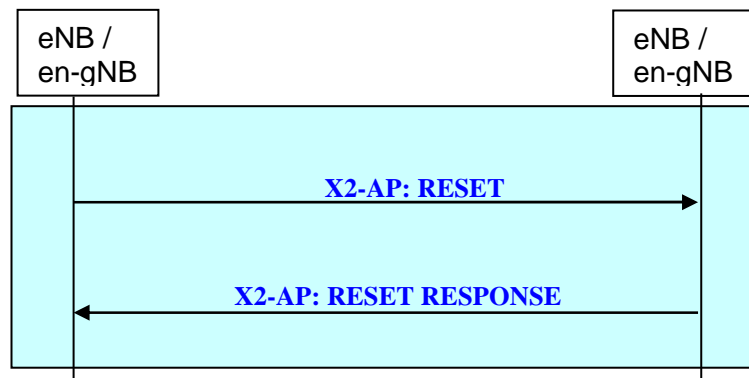 eNB /
en-gNB
eNB /
en-gNB
X2-AP: RESET
X2-AP: RESET RESPONSE